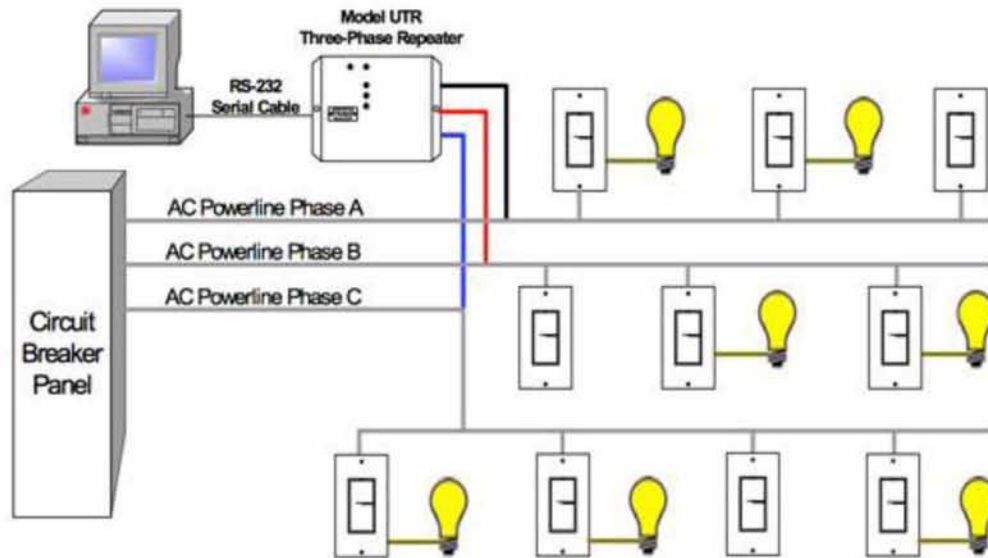 Model UTR
Three-Phase Repeater
RS-232
Serial Cable
AC Powerline Phase A
AC Powerline Phase B
AC Powerline Phase C
Circuit
Breaker
Panel